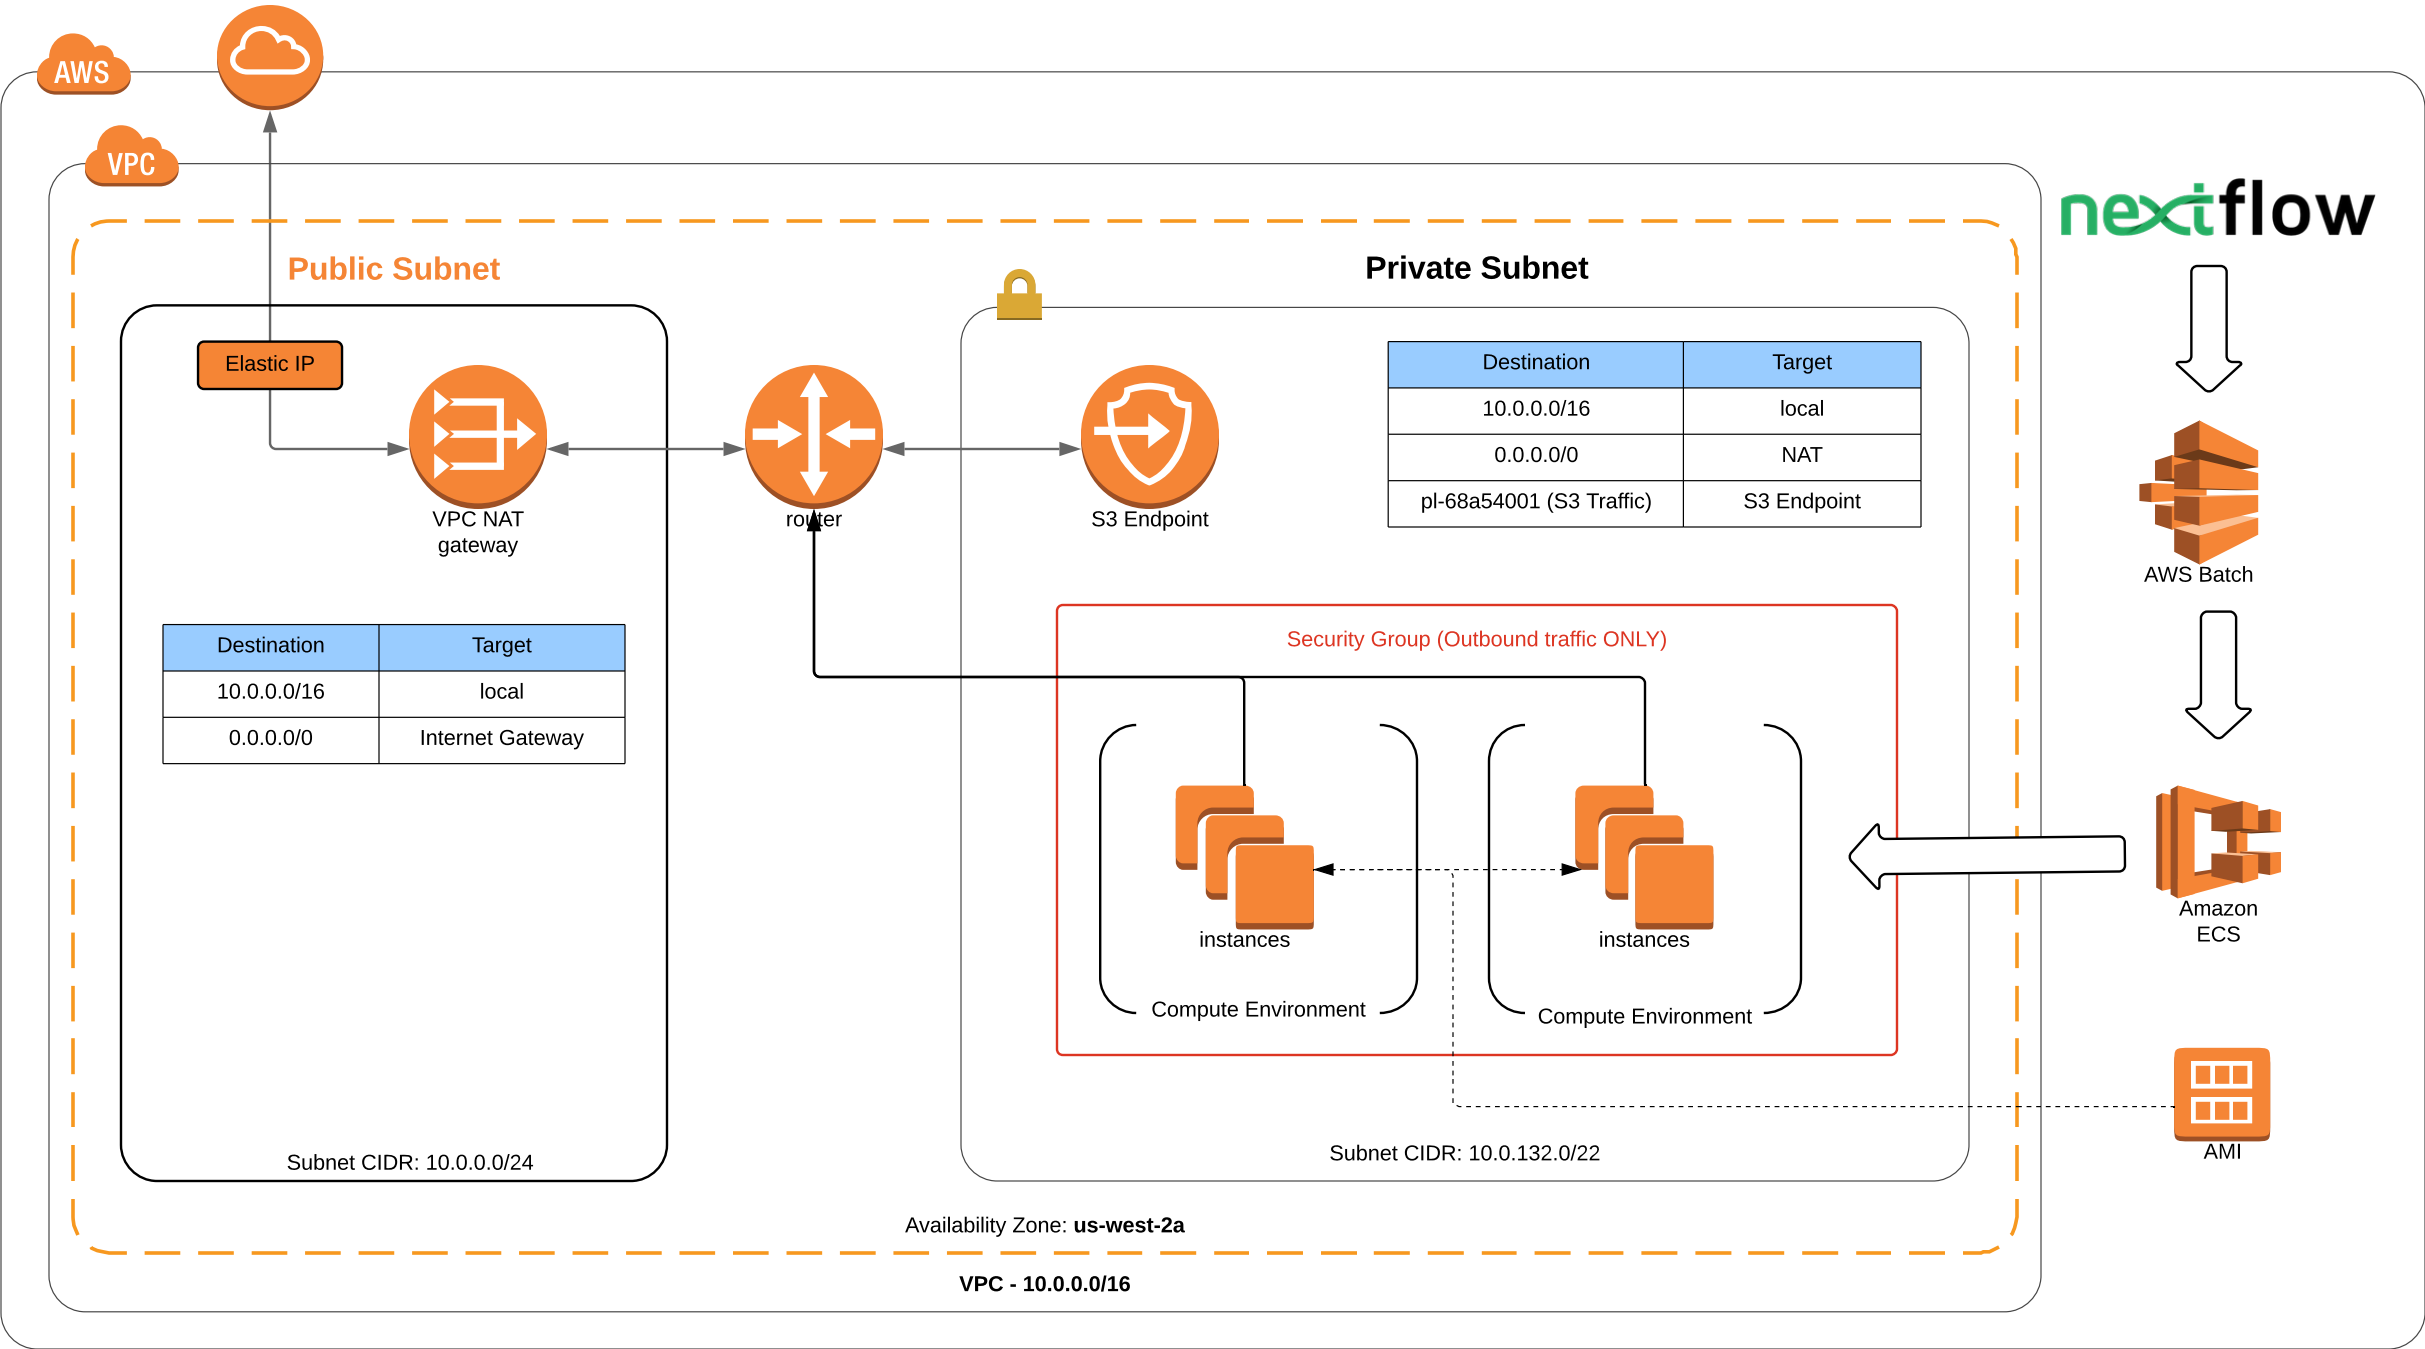 AWS
VPC
nextflow
Public Subnet
Private Subnet
Elastic IP
VPC NAT
gateway
router
S3 Endpoint
Destination Target
10.0.0.0/16 local
0.0.0.0/0 NAT
pl-68a54001 (S3 Traffic) S3 Endpoint
AWS Batch
Destination Target
10.0.0.0/16 local
0.0.0.0/0 Internet Gateway
Security Group (Outbound traffic ONLY)
instances
instances
Compute Environment
Compute Environment
Amazon
ECS
AMI
Subnet CIDR: 10.0.0.0/24
Subnet CIDR: 10.0.132.0/22
Availability Zone: us-west-2a
VPC - 10.0.0.0/16